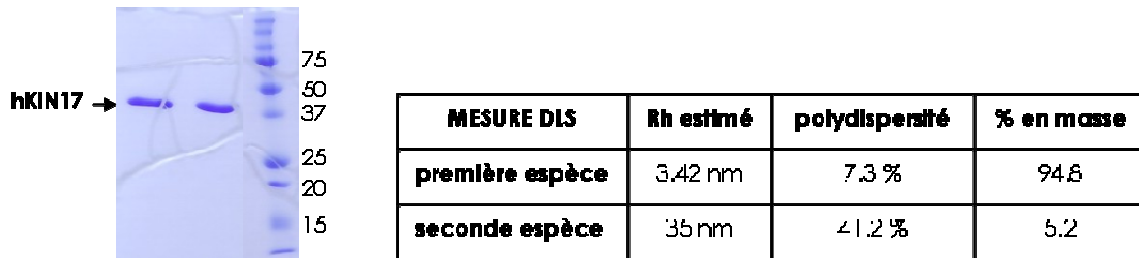 hKIN17
75
50
37
25
20
15
MESURE DLS Rh estimé polydispersité % en masse
première espèce 3.42 nm 7.3 % 94.8
seconde espèce 35 nm 41.2 % 5.2